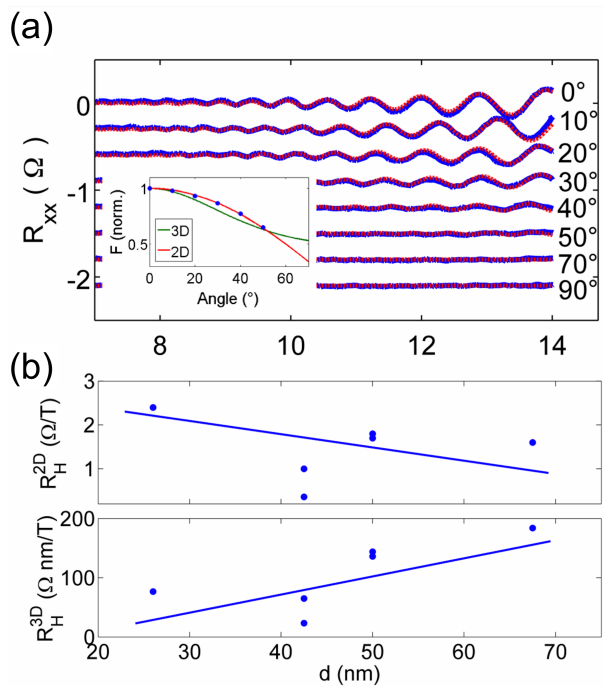 (a)
0
-1
-2
R_xx ( Ω )
0°
10°
20°
30°
40°
50°
70°
90°
1
0.5
F (norm.)
3D
2D
0 20 40 60
Angle (°)
8 10 12 14
(b)
3
2
1
R_H^2D (Ω/T)
200
100
0
R_H^3D (Ω nm/T)
20 30 40 50 60 70
d (nm)